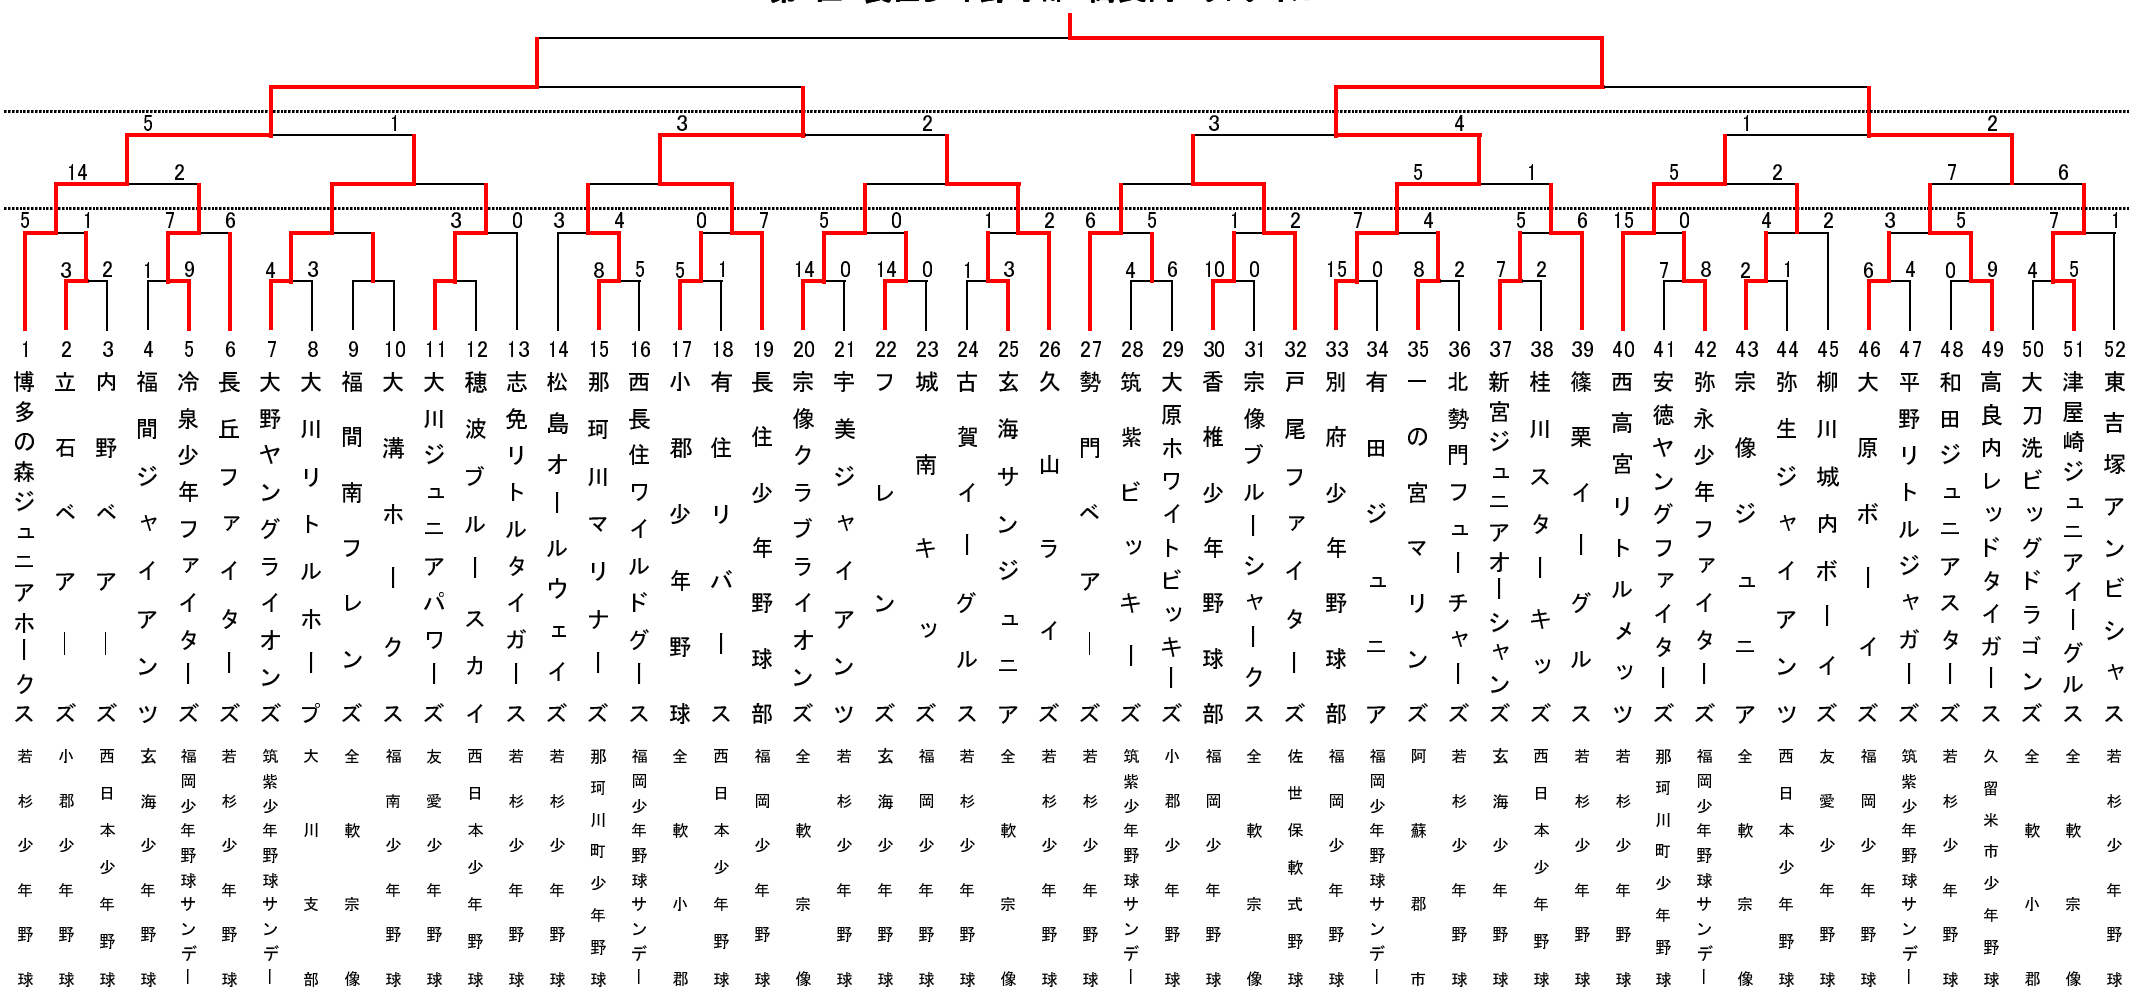 5 1 3 2 3 4 1 2
14 2 5 1 5 2 7 6
5 1 7 6 3 0 3 4 0 7 5 0 1 2 6 5 1 2 7 4 5 6 15 0 4 2 3 5 7 1
3 2 1 9 4 3 8 5 5 1 14 0 14 0 1 3 4 6 10 0 15 0 8 2 7 2 7 8 2 1 6 4 0 9 4 5
1 博多の森ジュニアホークス 若杉少年野球
2 立石ベアーズ 小郡少年野球
3 内野ベアーズ 西日本少年野球
4 福間ジャイアンツ 玄海少年野球
5 冷泉少年ファイターズ 福岡少年野球サンデー
6 長丘ファイターズ 若杉少年野球
7 大野ヤングライオンズ 筑紫少年野球サンデー
8 大川リトルホープ 大川支部
9 福間南フレンズ 全軟宗像
10 大溝ホークス 福南少年野球
11 大川ジュニアパワーズ 友愛少年野球
12 穂波ブルースカイ 西日本少年野球
13 志免リトルタイガース 若杉少年野球
14 松島オールウェイズ 若杉少年野球
15 那珂川マリナーズ 那珂川町少年野球
16 西長住ワイルドグース 福岡少年野球サンデー
17 小郡少年野球 全軟小郡
18 有住リバース 西日本少年野球
19 長住少年野球部 福岡少年野球
20 宗像クラブライオンズ 全軟宗像
21 宇美ジャイアンツ 若杉少年野球
22 フレンズ 玄海少年野球
23 城南キッズ 福岡少年野球
24 古賀イーグルス 若杉少年野球
25 玄海サンジュニア 全軟宗像
26 久山ライズ 若杉少年野球
27 勢門ベアーズ 若杉少年野球
28 筑紫ビッキーズ 筑紫少年野球サンデー
29 大原ホワイトビッキーズ 小郡少年野球
30 香椎少年野球部 福岡少年野球
31 宗像ブルーシャークス 全軟宗像
32 戸尾ファイターズ 佐世保軟式野球
33 別府少年野球部 福岡少年野球
34 有田ジュニア 福岡少年野球サンデー
35 一の宮マリンズ 阿蘇郡市
36 北勢門フューチャーズ 若杉少年野球
37 新宮ジュニアオーシャンズ 玄海少年野球
38 桂川スターキッズ 西日本少年野球
39 篠栗イーグルス 若杉少年野球
40 西高宮リトルメッツ 若杉少年野球
41 安徳ヤングファイターズ 那珂川町少年野球
42 弥永少年ファイターズ 福岡少年野球サンデー
43 宗像ジュニア 全軟宗像
44 弥生ジャイアンツ 西日本少年野球
45 柳川城内ボーイズ 友愛少年野球
46 大原ボーイズ 福岡少年野球
47 平野リトルジャガーズ 筑紫少年野球サンデー
48 和田ジュニアスターズ 若杉少年野球
49 高良内レッドタイガース 久留米市少年野球
50 大刀洗ビッグドラゴンズ 全軟小郡
51 津屋崎ジュニアイーグルス 全軟宗像
52 東吉塚アンビシャス 若杉少年野球